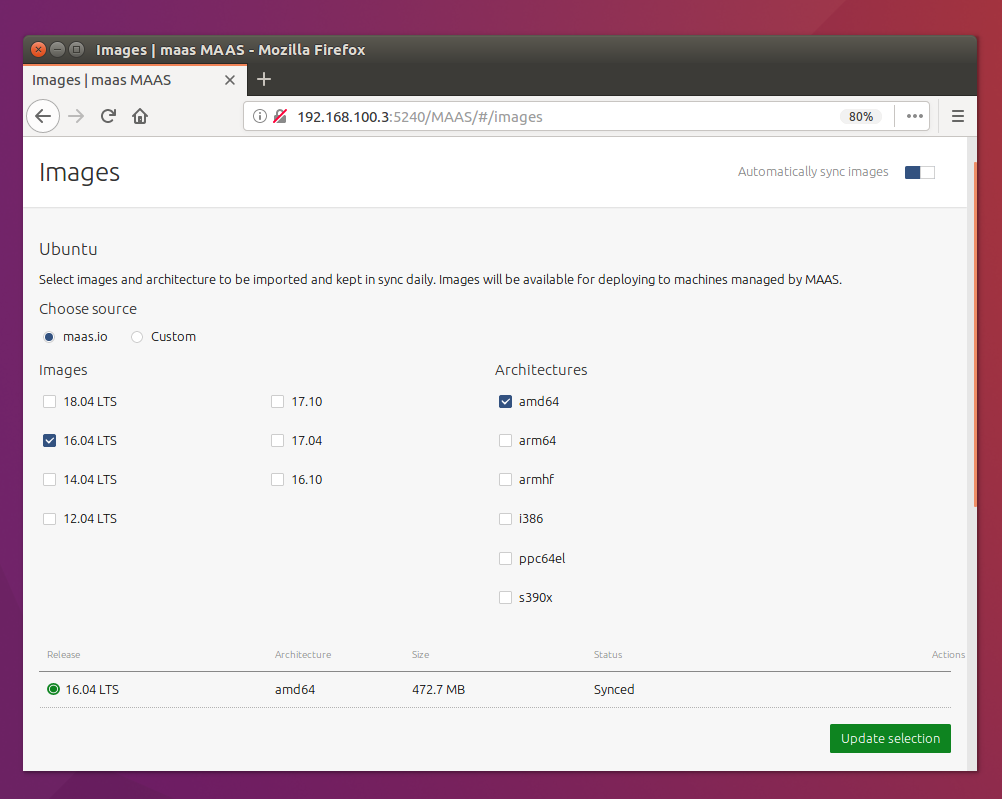 Images | maas MAAS - Mozilla Firefox
Images | maas MAAS
192.168.100.3:5240/MAAS/#/images 80%
Images
Automatically sync images
Ubuntu
Select images and architecture to be imported and kept in sync daily. Images will be available for deploying to machines managed by MAAS.
Choose source
maas.io Custom
Images Architectures
18.04 LTS 17.10 amd64
16.04 LTS 17.04 arm64
14.04 LTS 16.10 armhf
12.04 LTS i386
ppc64el
s390x
Release Architecture Size Status Actions
16.04 LTS amd64 472.7 MB Synced
Update selection